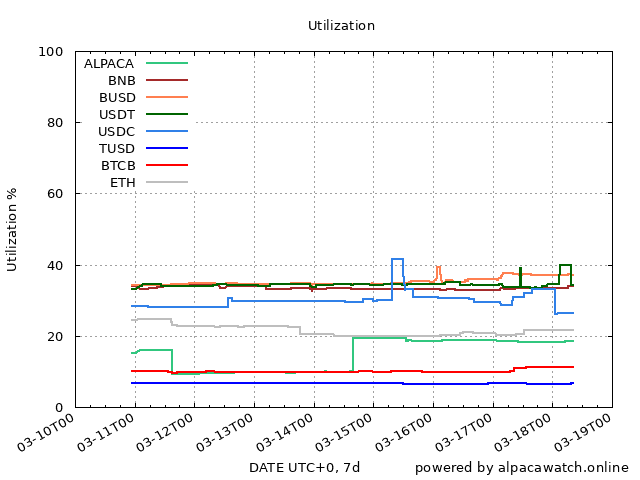 Utilization
100
80
60
40
20
0
Utilization %
ALPACA
BNB
BUSD
USDT
USDC
TUSD
BTCB
ETH
03-10T00
03-11T00
03-12T00
03-13T00
03-14T00
03-15T00
03-16T00
03-17T00
03-18T00
03-19T00
DATE UTC+0, 7d
powered by alpacawatch.online